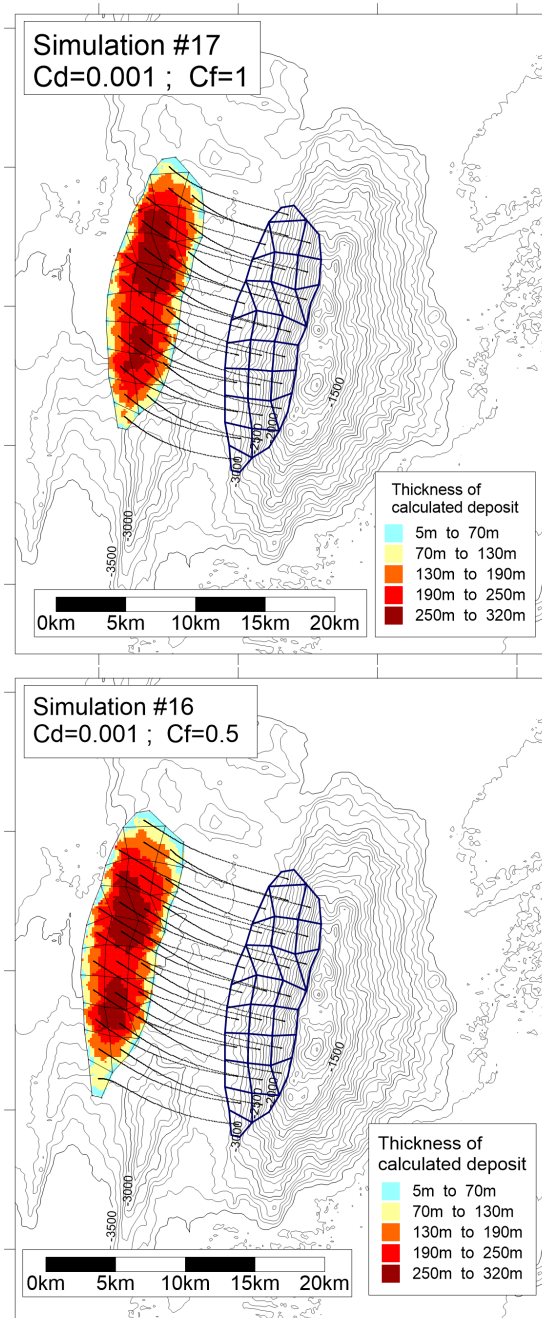 Simulation #17
Cd=0.001 ; Cf=1
-1500
-2000
-2500
-3000
-3000
-3500
Thickness of
calculated deposit
5m to 70m
70m to 130m
130m to 190m
190m to 250m
250m to 320m
0km 5km 10km 15km 20km
Simulation #16
Cd=0.001 ; Cf=0.5
-1500
-2000
-2500
-3000
-3000
-3500
Thickness of
calculated deposit
5m to 70m
70m to 130m
130m to 190m
190m to 250m
250m to 320m
0km 5km 10km 15km 20km